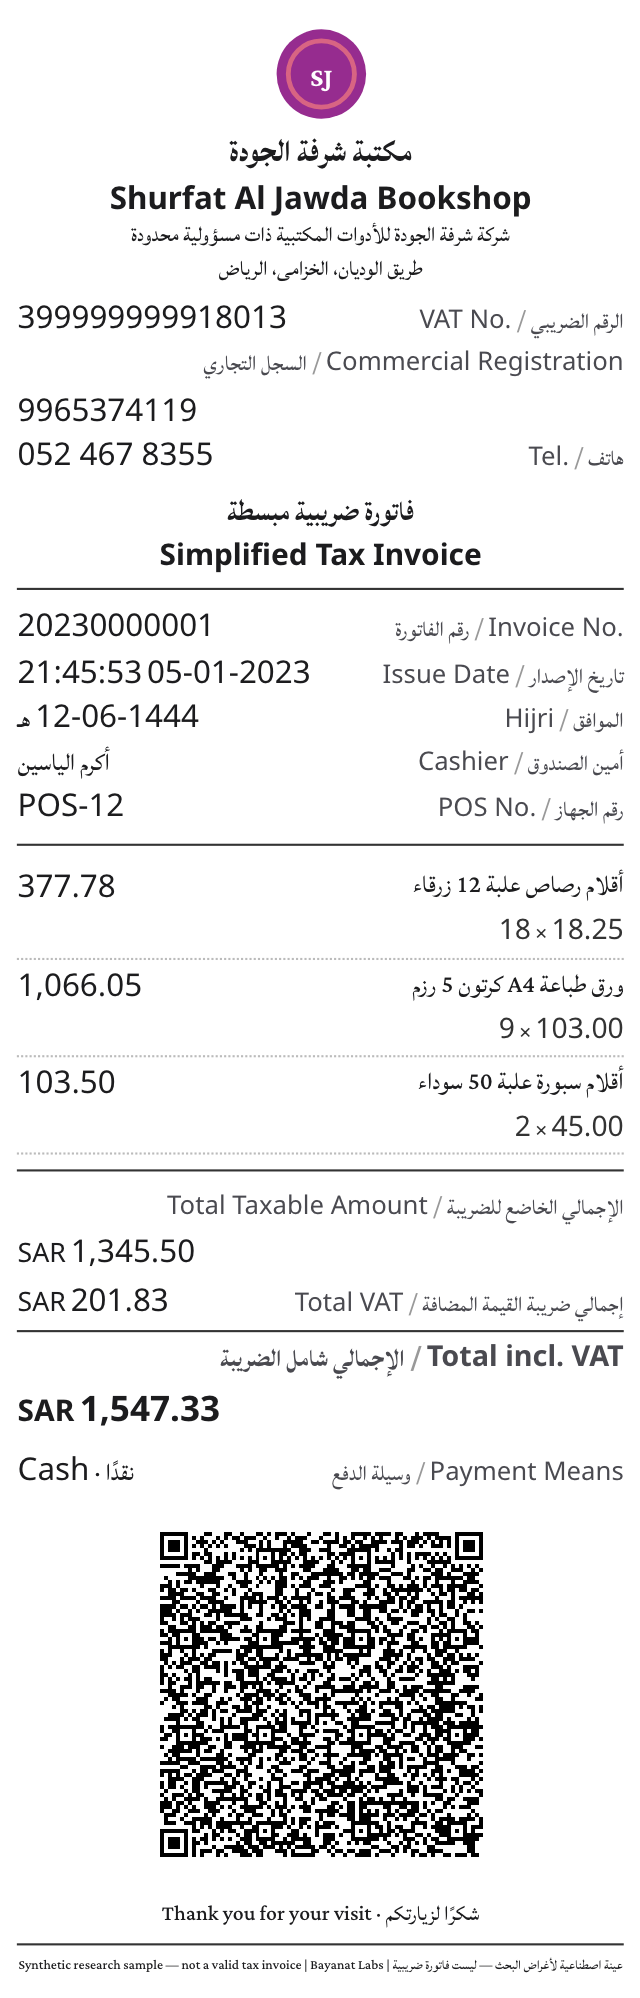 SJ
مكتبة شرفة الجودة
Shurfat Al Jawda Bookshop
شركة شرفة الجودة للأدوات المكتبية ذات مسؤولية محدودة
طريق الوديان، الخزامى، الرياض
الرقم الضريبي / VAT No. 399999999918013
Commercial Registration / السجل التجاري
9965374119
هاتف / Tel. 052 467 8355
فاتورة ضريبية مبسطة
Simplified Tax Invoice
Invoice No. / رقم الفاتورة 20230000001
تاريخ الإصدار / Issue Date 21:45:53 05-01-2023
الموافق / Hijri 12-06-1444 هـ
أمين الصندوق / Cashier أكرم الياسين
رقم الجهاز / POS No. POS-12
أقلام رصاص علبة 12 زرقاء 377.78
18 × 18.25
ورق طباعة A4 كرتون 5 رزم 1,066.05
9 × 103.00
أقلام سبورة علبة 50 سوداء 103.50
2 × 45.00
الإجمالي الخاضع للضريبة / Total Taxable Amount
SAR 1,345.50
إجمالي ضريبة القيمة المضافة / Total VAT SAR 201.83
Total incl. VAT / الإجمالي شامل الضريبة
SAR 1,547.33
Payment Means / وسيلة الدفع Cash · نقدًا
Thank you for your visit · شكرًا لزيارتكم
Synthetic research sample — not a valid tax invoice | Bayanat Labs | عينة اصطناعية لأغراض البحث — ليست فاتورة ضريبية